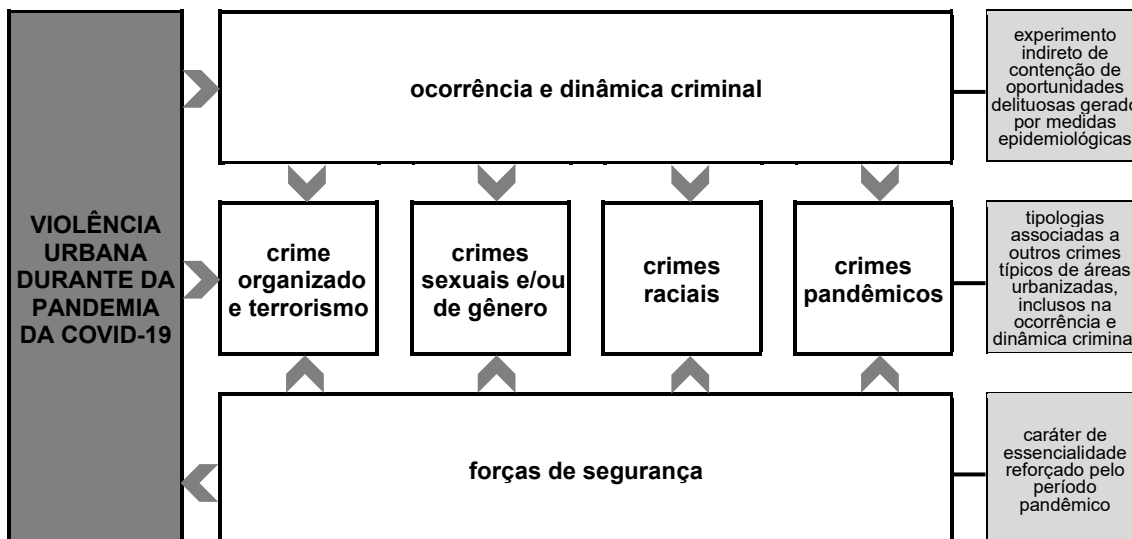 VIOLÊNCIA
URBANA
DURANTE DA
PANDEMIA
DA COVID-19
ocorrência e dinâmica criminal
experimento
indireto de
contenção de
oportunidades
delituosas gerado
por medidas
epidemiológicas
crime
organizado
e terrorismo
crimes
sexuais e/ou
de gênero
crimes
raciais
crimes
pandêmicos
tipologias
associadas a
outros crimes
típicos de áreas
urbanizadas,
inclusos na
ocorrência e
dinâmica criminal
forças de segurança
caráter de
essencialidade
reforçado pelo
período
pandêmico